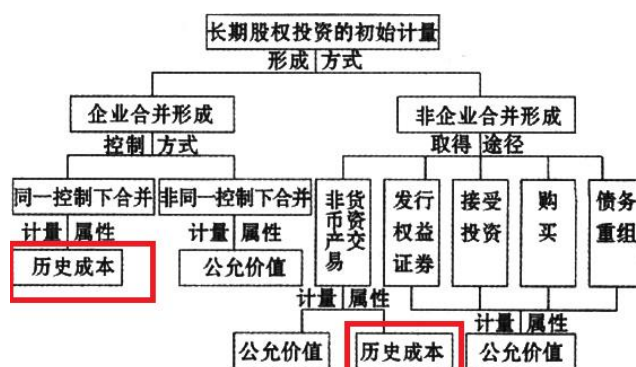 长期股权投资的初始计量
形成 方式
企业合并形成
非企业合并形成
控制 方式
取得 途径
同一控制下合并
非同一控制下合并
非货币资产交易
发行权益证券
接受投资
购买
债务重组
计量 属性
计量 属性
历史成本
公允价值
计量 属性
计量 属性
公允价值
历史成本
公允价值